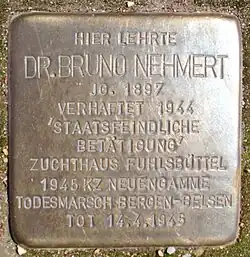 HIER LEHRTE
DR. BRUNO NEHMERT
JG. 1897
VERHAFTET 1944
'STAATSFEINDLICHE
BETÄTIGUNG'
ZUCHTHAUS FUHLSBÜTTEL
1945 KZ NEUENGAMME
TODESMARSCH BERGEN-BELSEN
TOT 14.4.1945